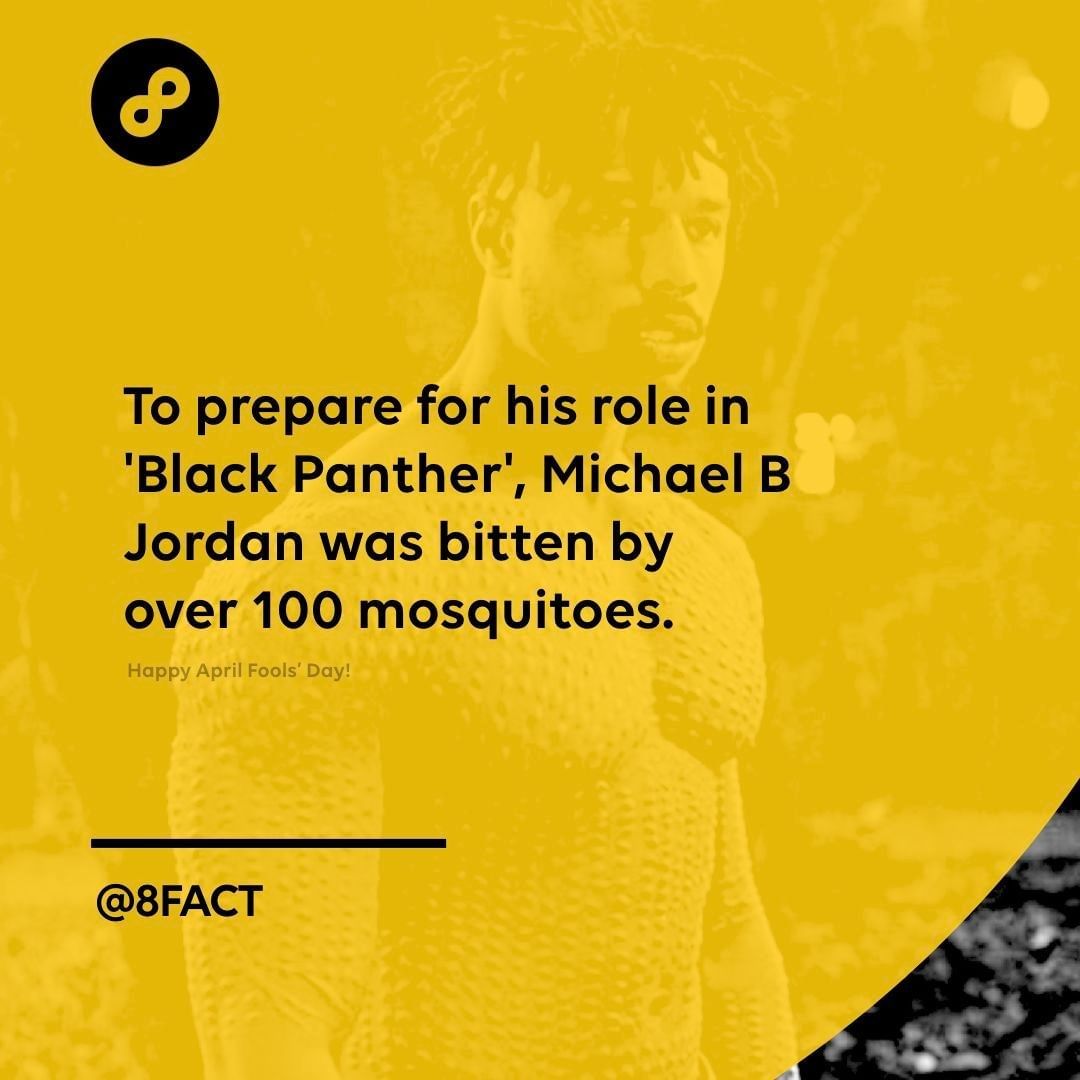 To prepare for his role in
'Black Panther', Michael B
Jordan was bitten by
over 100 mosquitoes.
Happy April Fools' Day!
@8FACT